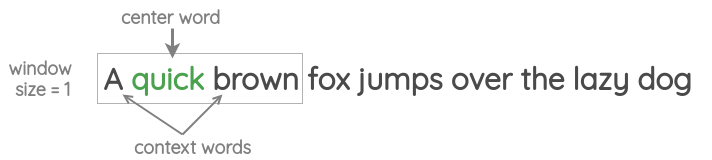 center word
window
size = 1
A quick brown fox jumps over the lazy dog
context words